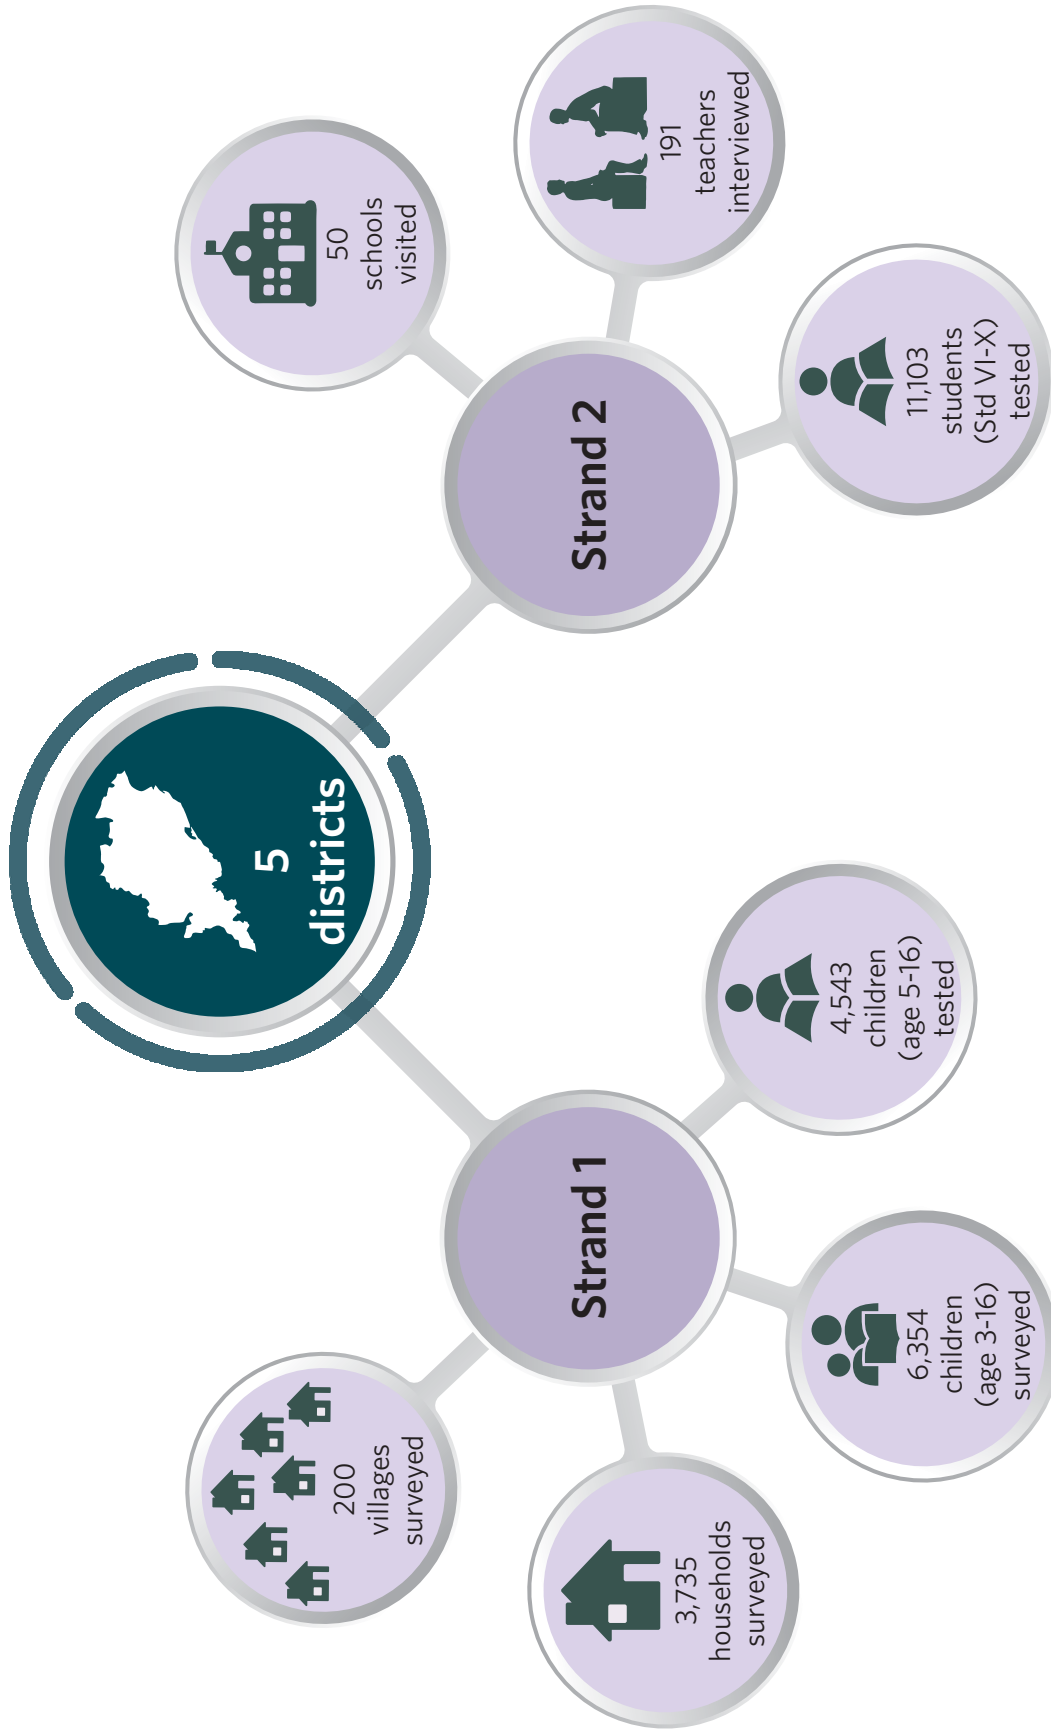 5
districts
Strand 1
200
villages
surveyed
3,735
households
surveyed
6,354
children
(age 3-16)
surveyed
4,543
children
(age 5-16)
tested
Strand 2
50
schools
visited
191
teachers
interviewed
11,103
students
(Std VI-X)
tested